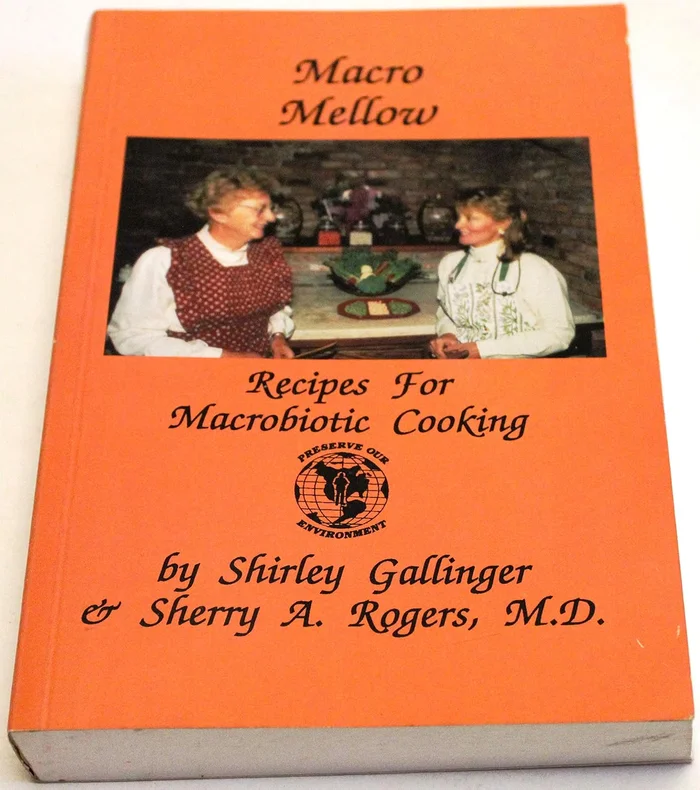 Macro
Mellow
Recipes For
Macrobiotic Cooking
PRESERVE OUR
ENVIRONMENT
by Shirley Gallinger
& Sherry A. Rogers, M.D.